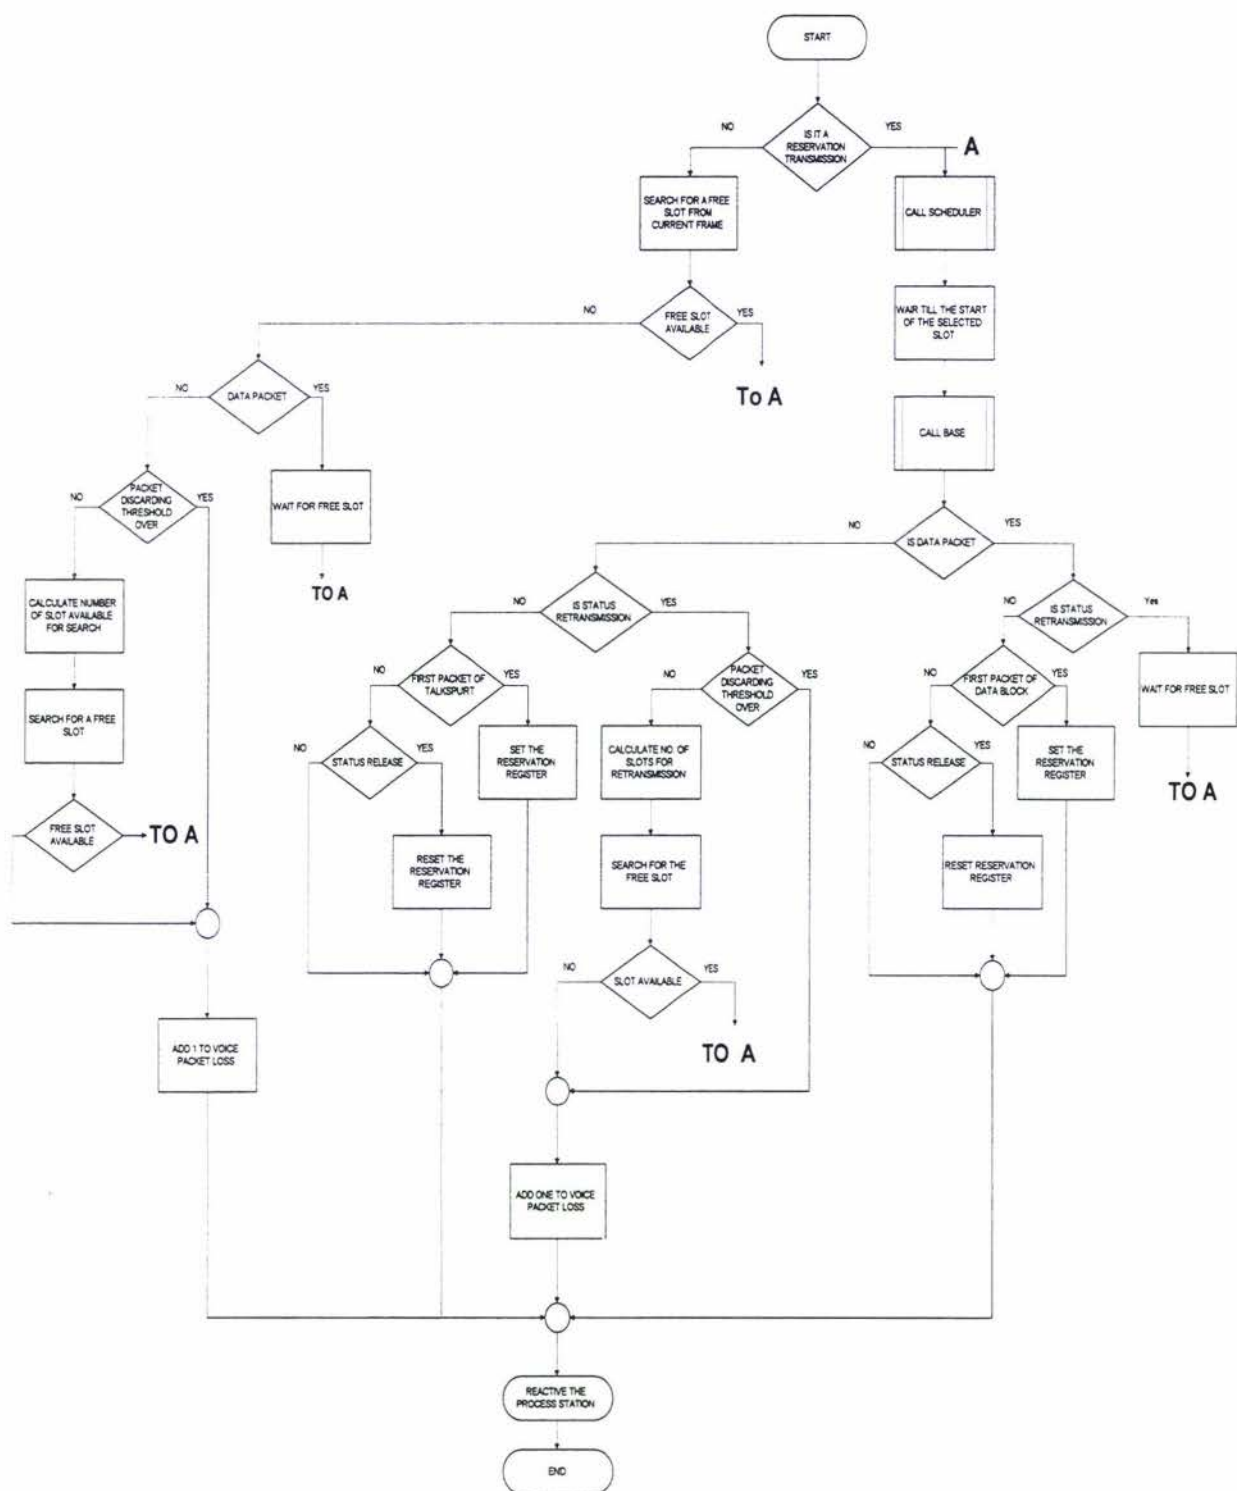 START
NO
IS IT A
RESERVATION
TRANSMISSION
YES
A
SEARCH FOR A FREE
SLOT FROM
CURRENT FRAME
CALL SCHEDULER
NO
FREE SLOT
AVAILABLE
YES
WAIR TILL THE START
OF THE SELECTED
SLOT
To A
NO
DATA PACKET
YES
CALL BASE
NO
PACKET
DISCARDING
THRESHOLD
OVER
YES
WAIT FOR FREE SLOT
TO A
NO
IS DATA PACKET
YES
CALCULATE NUMBER
OF SLOT AVAILABLE
FOR SEARCH
NO
IS STATUS
RETRANSMISSION
YES
NO
IS STATUS
RETRANSMISSION
Yes
SEARCH FOR A FREE
SLOT
NO
FIRST PACKET OF
TALKSPURT
YES
NO
PACKET
DISCARDING
THRESHOLD
OVER
YES
NO
FIRST PACKET OF
DATA BLOCK
YES
WAIT FOR FREE SLOT
TO A
NO
STATUS RELEASE
YES
SET THE
RESERVATION
REGISTER
CALCULATE NO. OF
SLOTS FOR
RETRANSMISSION
NO
STATUS RELEASE
YES
SET THE
RESERVATION
REGISTER
FREE SLOT
AVAILABLE
TO A
RESET THE
RESERVATION
REGISTER
SEARCH FOR THE
FREE SLOT
RESET RESERVATION
REGISTER
NO
SLOT AVAILABLE
YES
TO A
ADD 1 TO VOICE
PACKET LOSS
ADD ONE TO VOICE
PACKET LOSS
REACTIVE THE
PROCESS STATION
END